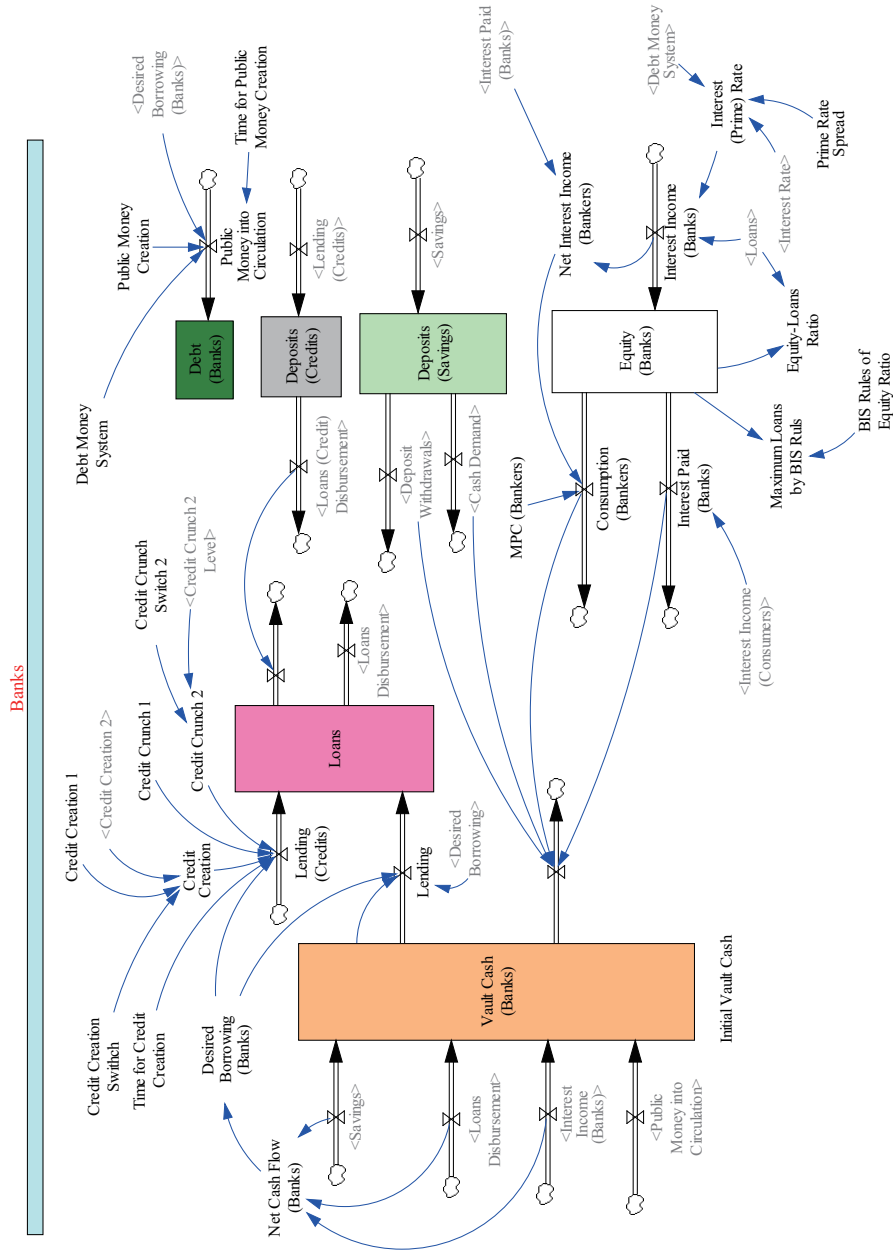 Banks
Credit Creation 1
<Credit Creation 2>
Credit Creation
Swithch
Time for Credit
Creation
Credit
Creation
Credit Crunch 1
Credit Crunch
Switch 2
<Credit Crunch 2
Level>
Credit Crunch 2
Desired
Borrowing
(Banks)
Net Cash Flow
(Banks)
Lending
(Credits)
Lending
<Desired
Borrowing>
Loans
<Loans
Disbursement>
<Savings>
<Loans
Disbursement>
<Interest
Income
(Banks)>
<Public
Money into
Circulation>
Vault Cash
(Banks)
Initial Vault Cash
Debt Money
System
Public Money
Creation
<Desired
Borrowing
(Banks)>
Time for Public
Money Creation
Public
Money into
Circulation
Debt
(Banks)
<Loans (Credit)
Disbursement>
Deposits
(Credits)
<Lending
(Credits)>
<Deposit
Withdrawals>
<Cash Demand>
Deposits
(Savings)
<Savings>
MPC (Bankers)
Consumption
(Bankers)
Interest Paid
(Banks)
<Interest Income
(Consumers)>
Equity
(Banks)
Net Interest Income
(Bankers)
<Interest Paid
(Banks)>
Interest Income
(Banks)
<Debt Money
System>
Interest
(Prime) Rate
Prime Rate
Spread
<Interest Rate>
<Loans>
Equity-Loans
Ratio
Maximum Loans
by BIS Ruls
BIS Rules of
Equity Ratio